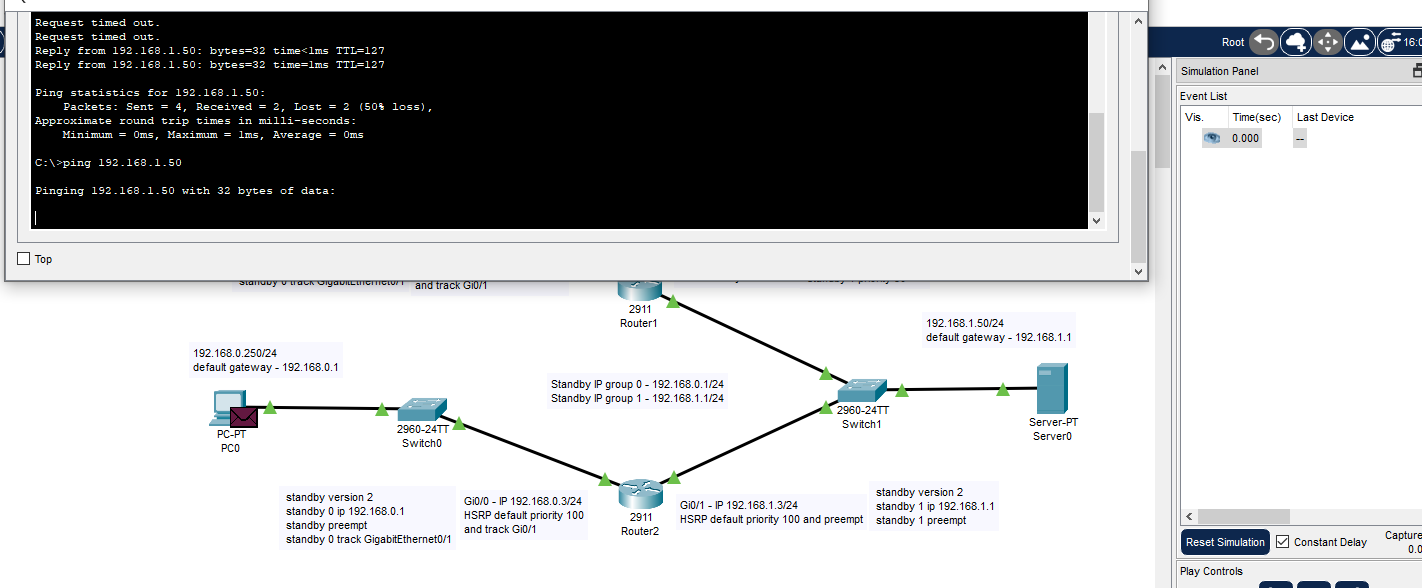 Request timed out.
Request timed out.
Reply from 192.168.1.50: bytes=32 time<1ms TTL=127
Reply from 192.168.1.50: bytes=32 time=1ms TTL=127
Ping statistics for 192.168.1.50:
Packets: Sent = 4, Received = 2, Lost = 2 (50% loss),
Approximate round trip times in milli-seconds:
Minimum = 0ms, Maximum = 1ms, Average = 0ms
C:\>ping 192.168.1.50
Pinging 192.168.1.50 with 32 bytes of data:
Top
Root
16:0
Simulation Panel
Event List
Vis.
Time(sec)
Last Device
0.000
--
standby 0 track GigabitEthernet0/1
and track Gi0/1
2911
Router1
192.168.1.50/24
default gateway - 192.168.1.1
192.168.0.250/24
default gateway - 192.168.0.1
Standby IP group 0 - 192.168.0.1/24
Standby IP group 1 - 192.168.1.1/24
PC-PT
PC0
2960-24TT
Switch0
2960-24TT
Switch1
Server-PT
Server0
standby version 2
standby 0 ip 192.168.0.1
standby preempt
standby 0 track GigabitEthernet0/1
Gi0/0 - IP 192.168.0.3/24
HSRP default priority 100
and track Gi0/1
2911
Router2
Gi0/1 - IP 192.168.1.3/24
HSRP default priority 100 and preempt
standby version 2
standby 1 ip 192.168.1.1
standby 1 preempt
Reset Simulation
Constant Delay
Capture
0.0
Play Controls